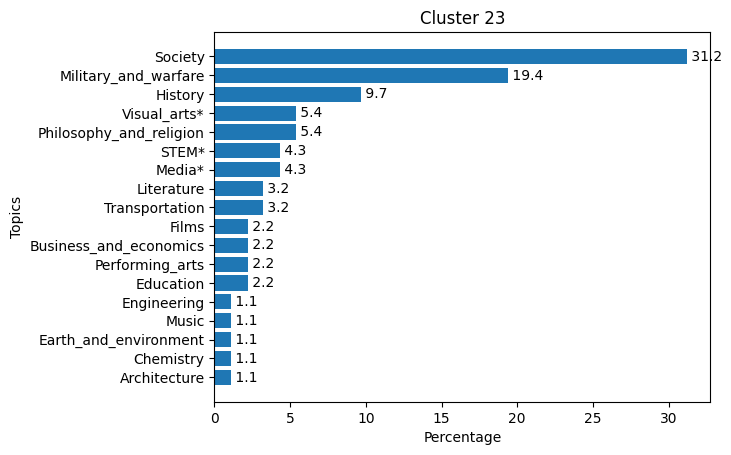 Cluster 23
Society 31.2
Military_and_warfare 19.4
History 9.7
Visual_arts* 5.4
Philosophy_and_religion 5.4
STEM* 4.3
Media* 4.3
Literature 3.2
Transportation 3.2
Films 2.2
Business_and_economics 2.2
Performing_arts 2.2
Education 2.2
Engineering 1.1
Music 1.1
Earth_and_environment 1.1
Chemistry 1.1
Architecture 1.1
Topics
0 5 10 15 20 25 30
Percentage